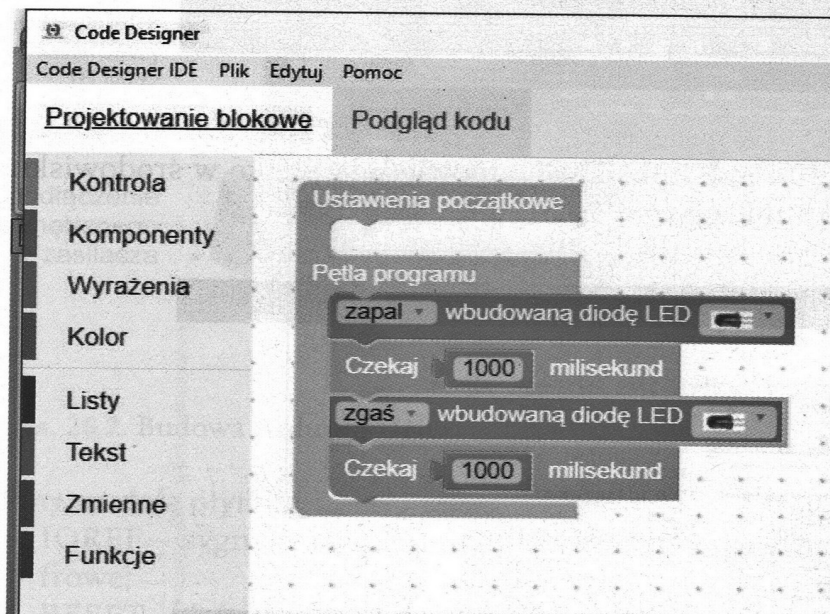 Code Designer
Code Designer IDE Plik Edytuj Pomoc
Projektowanie blokowe Podgląd kodu
Kontrola
Komponenty
Wyrażenia
Kolor
Listy
Tekst
Zmienne
Funkcje
Ustawienia początkowe
Pętla programu
zapal wbudowaną diodę LED
Czekaj 1000 milisekund
zgaś wbudowaną diodę LED
Czekaj 1000 milisekund